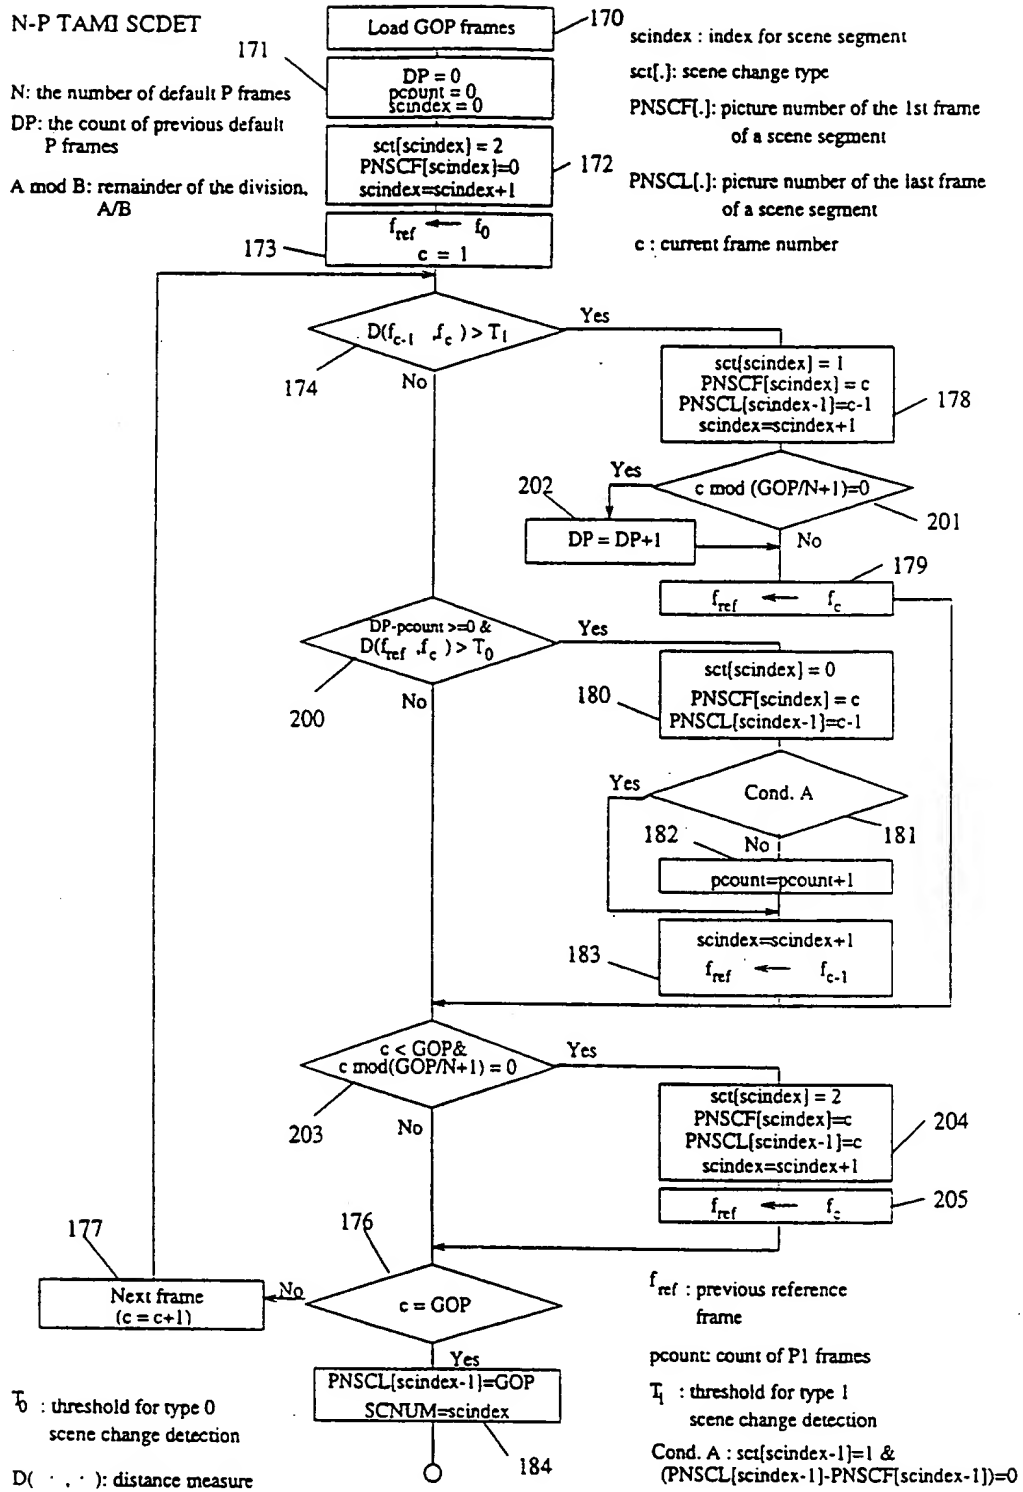 N-P TAMI SCDET
Load GOP frames
170
171
DP = 0
pcount = 0
scindex = 0
N: the number of default P frames
DP: the count of previous default
P frames
A mod B: remainder of the division,
A/B
scindex : index for scene segment
sct[.]: scene change type
PNSCF[.]: picture number of the 1st frame
of a scene segment
PNSCL[.]: picture number of the last frame
of a scene segment
c : current frame number
sct[scindex] = 2
PNSCF[scindex]=0
scindex=scindex+1
172
f_ref ← f_0
c = 1
173
D(f_c-1 ,f_c ) > T_1
Yes
174
No
sct[scindex] = 1
PNSCF[scindex] = c
PNSCL[scindex-1]=c-1
scindex=scindex+1
178
Yes
c mod (GOP/N+1)=0
201
202
DP = DP+1
No
179
f_ref ← f_c
DP-pcount >=0 &
D(f_ref ,f_c ) > T_0
Yes
200
No
sct[scindex] = 0
PNSCF[scindex] = c
PNSCL[scindex-1]=c-1
180
Yes
Cond. A
181
182
No
pcount=pcount+1
scindex=scindex+1
f_ref ← f_c-1
183
c < GOP&
c mod(GOP/N+1) = 0
Yes
203
No
sct[scindex] = 2
PNSCF[scindex]=c
PNSCL[scindex-1]=c
scindex=scindex+1
204
f_ref ← f_c
205
177
176
Next frame
(c = c+1)
No
c = GOP
Yes
PNSCL[scindex-1]=GOP
SCNUM=scindex
184
f_ref : previous reference
frame
pcount: count of P1 frames
T_1 : threshold for type 1
scene change detection
Cond. A : sct[scindex-1]=1 &
(PNSCL[scindex-1]-PNSCF[scindex-1])=0
T_0 : threshold for type 0
scene change detection
D( · , · ): distance measure